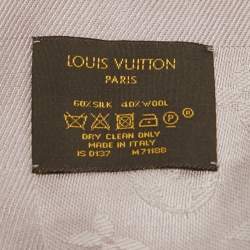 LOUIS VUITTON
PARIS
60% SILK 40% WOOL
DRY CLEAN ONLY
MADE IN ITALY
IS 0137 M71188